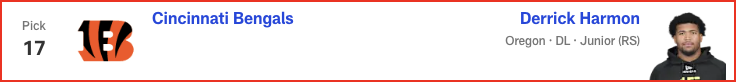 Pick
17
Cincinnati Bengals
Derrick Harmon
Oregon · DL · Junior (RS)